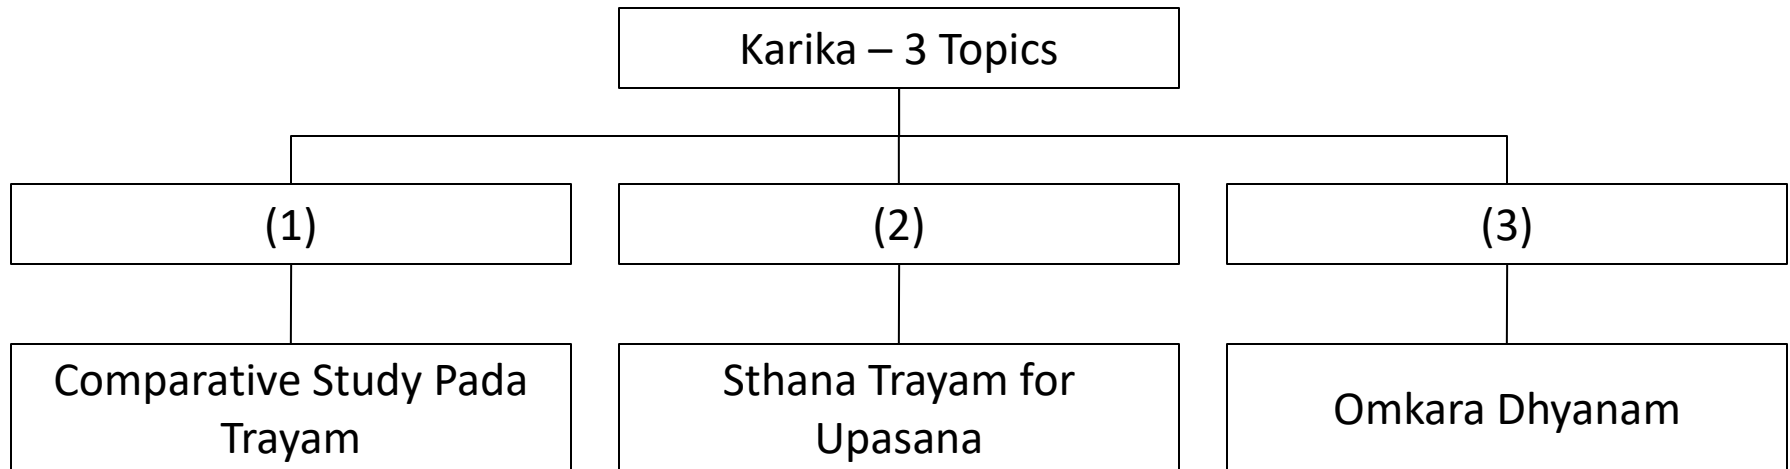 Karika – 3 Topics
(1)
(2)
(3)
Comparative Study Pada
Trayam
Sthana Trayam for
Upasana
Omkara Dhyanam